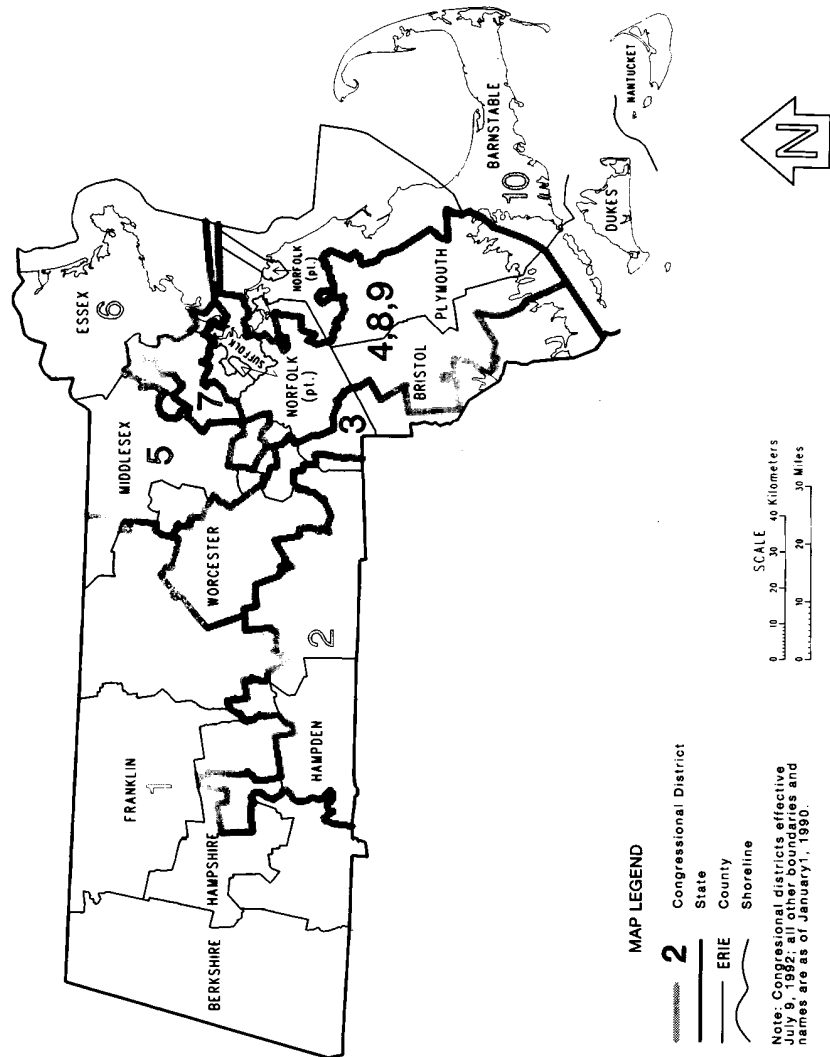 ESSEX
6
MIDDLESEX
5
7
SUFFOLK
NORFOLK
(pt.)
NORFOLK
(pt.)
3
4,8,9
BRISTOL
PLYMOUTH
10
BARNSTABLE
DUKES
NANTUCKET
WORCESTER
2
FRANKLIN
1
HAMPSHIRE
HAMPDEN
BERKSHIRE
N
SCALE
0 10 20 30 40 Kilometers
0 10 20 30 Miles
MAP LEGEND
2 Congressional District
State
ERIE County
Shoreline
Note: Congresional districts effective
July 9, 1992; all other boundaries and
names are as of January1, 1990.